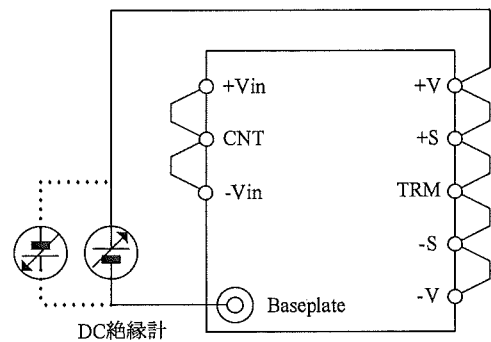 +Vin
CNT
-Vin
+V
+S
TRM
-S
-V
Baseplate
DC絶縁計